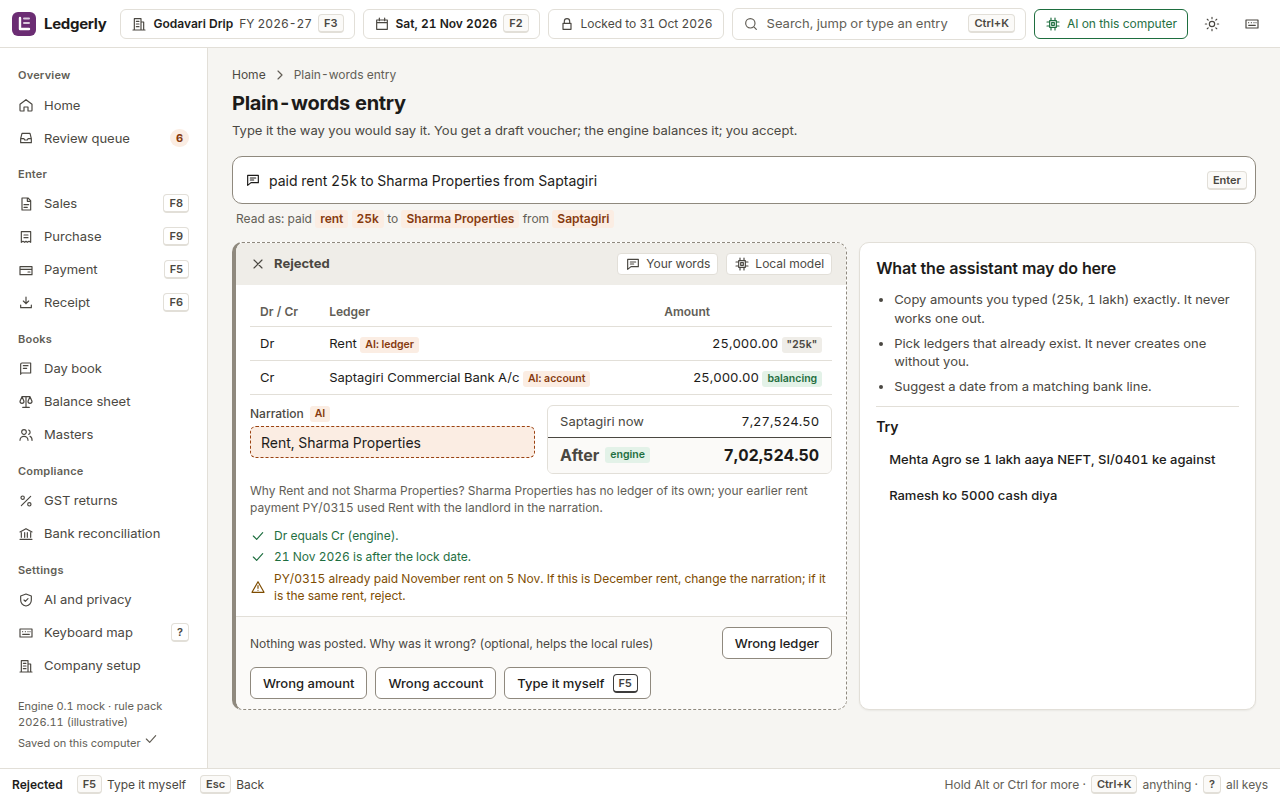 Ledgerly
Godavari Drip FY 2026-27 F3
Sat, 21 Nov 2026 F2
Locked to 31 Oct 2026
Search, jump or type an entry Ctrl+K
AI on this computer
Overview
Home
Review queue 6
Enter
Sales F8
Purchase F9
Payment F5
Receipt F6
Books
Day book
Balance sheet
Masters
Compliance
GST returns
Bank reconciliation
Settings
AI and privacy
Keyboard map ?
Company setup
Engine 0.1 mock · rule pack
2026.11 (illustrative)
Saved on this computer
Home Plain-words entry
Plain-words entry
Type it the way you would say it. You get a draft voucher; the engine balances it; you accept.
paid rent 25k to Sharma Properties from Saptagiri Enter
Read as: paid rent 25k to Sharma Properties from Saptagiri
Rejected Your words Local model
Dr / Cr Ledger Amount
Dr Rent AI: ledger 25,000.00 "25k"
Cr Saptagiri Commercial Bank A/c AI: account 25,000.00 balancing
Narration AI
Rent, Sharma Properties
Saptagiri now 7,27,524.50
After engine 7,02,524.50
Why Rent and not Sharma Properties? Sharma Properties has no ledger of its own; your earlier rent
payment PY/0315 used Rent with the landlord in the narration.
Dr equals Cr (engine).
21 Nov 2026 is after the lock date.
PY/0315 already paid November rent on 5 Nov. If this is December rent, change the narration; if it
is the same rent, reject.
Nothing was posted. Why was it wrong? (optional, helps the local rules) Wrong ledger
Wrong amount Wrong account Type it myself F5
What the assistant may do here
• Copy amounts you typed (25k, 1 lakh) exactly. It never
works one out.
• Pick ledgers that already exist. It never creates one
without you.
• Suggest a date from a matching bank line.
Try
Mehta Agro se 1 lakh aaya NEFT, SI/0401 ke against
Ramesh ko 5000 cash diya
Rejected F5 Type it myself Esc Back
Hold Alt or Ctrl for more · Ctrl+K anything · ? all keys